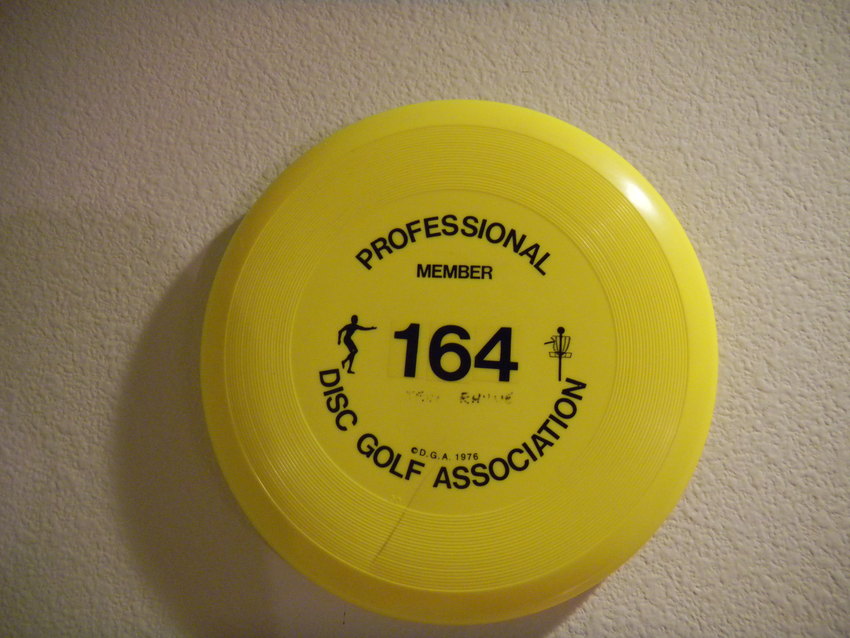 PROFESSIONAL
MEMBER
164
©D.G.A. 1976
DISC GOLF ASSOCIATION